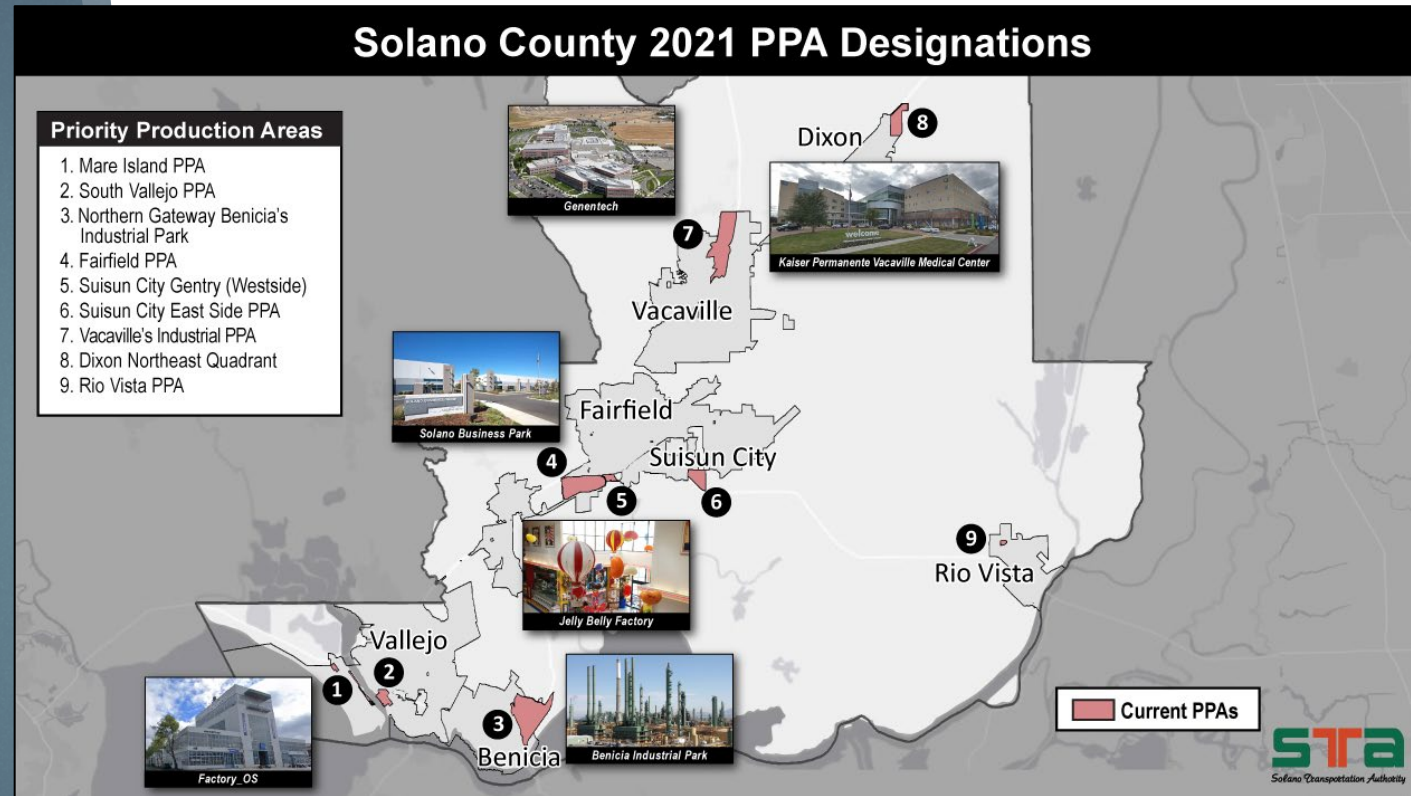 Solano County 2021 PPA Designations
Priority Production Areas
1. Mare Island PPA
2. South Vallejo PPA
3. Northern Gateway Benicia's
Industrial Park
4. Fairfield PPA
5. Suisun City Gentry (Westside)
6. Suisun City East Side PPA
7. Vacaville's Industrial PPA
8. Dixon Northeast Quadrant
9. Rio Vista PPA
Genentech
Dixon
8
welcome
Kaiser Permanente Vacaville Medical Center
7
Vacaville
Solano Business Park
Fairfield
Suisun City
4
5
6
Jelly Belly Factory
9
Rio Vista
Vallejo
1
2
Factory_OS
3
Benicia
Benicia Industrial Park
Current PPAs
STa
Solano Transportation Authority